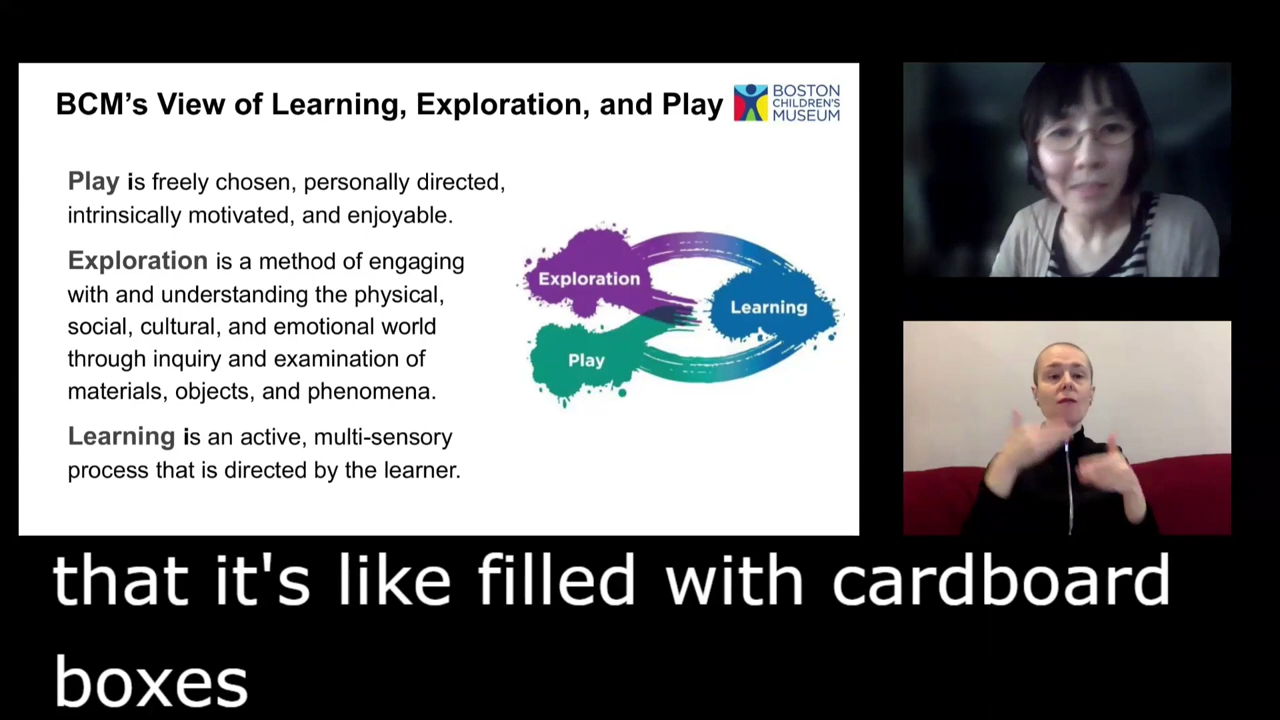 BCM's View of Learning, Exploration, and Play
BOSTON
CHILDREN'S
MUSEUM
Play is freely chosen, personally directed,
intrinsically motivated, and enjoyable.
Exploration is a method of engaging
with and understanding the physical,
social, cultural, and emotional world
through inquiry and examination of
materials, objects, and phenomena.
Learning is an active, multi-sensory
process that is directed by the learner.
Exploration
Learning
Play
that it's like filled with cardboard
boxes